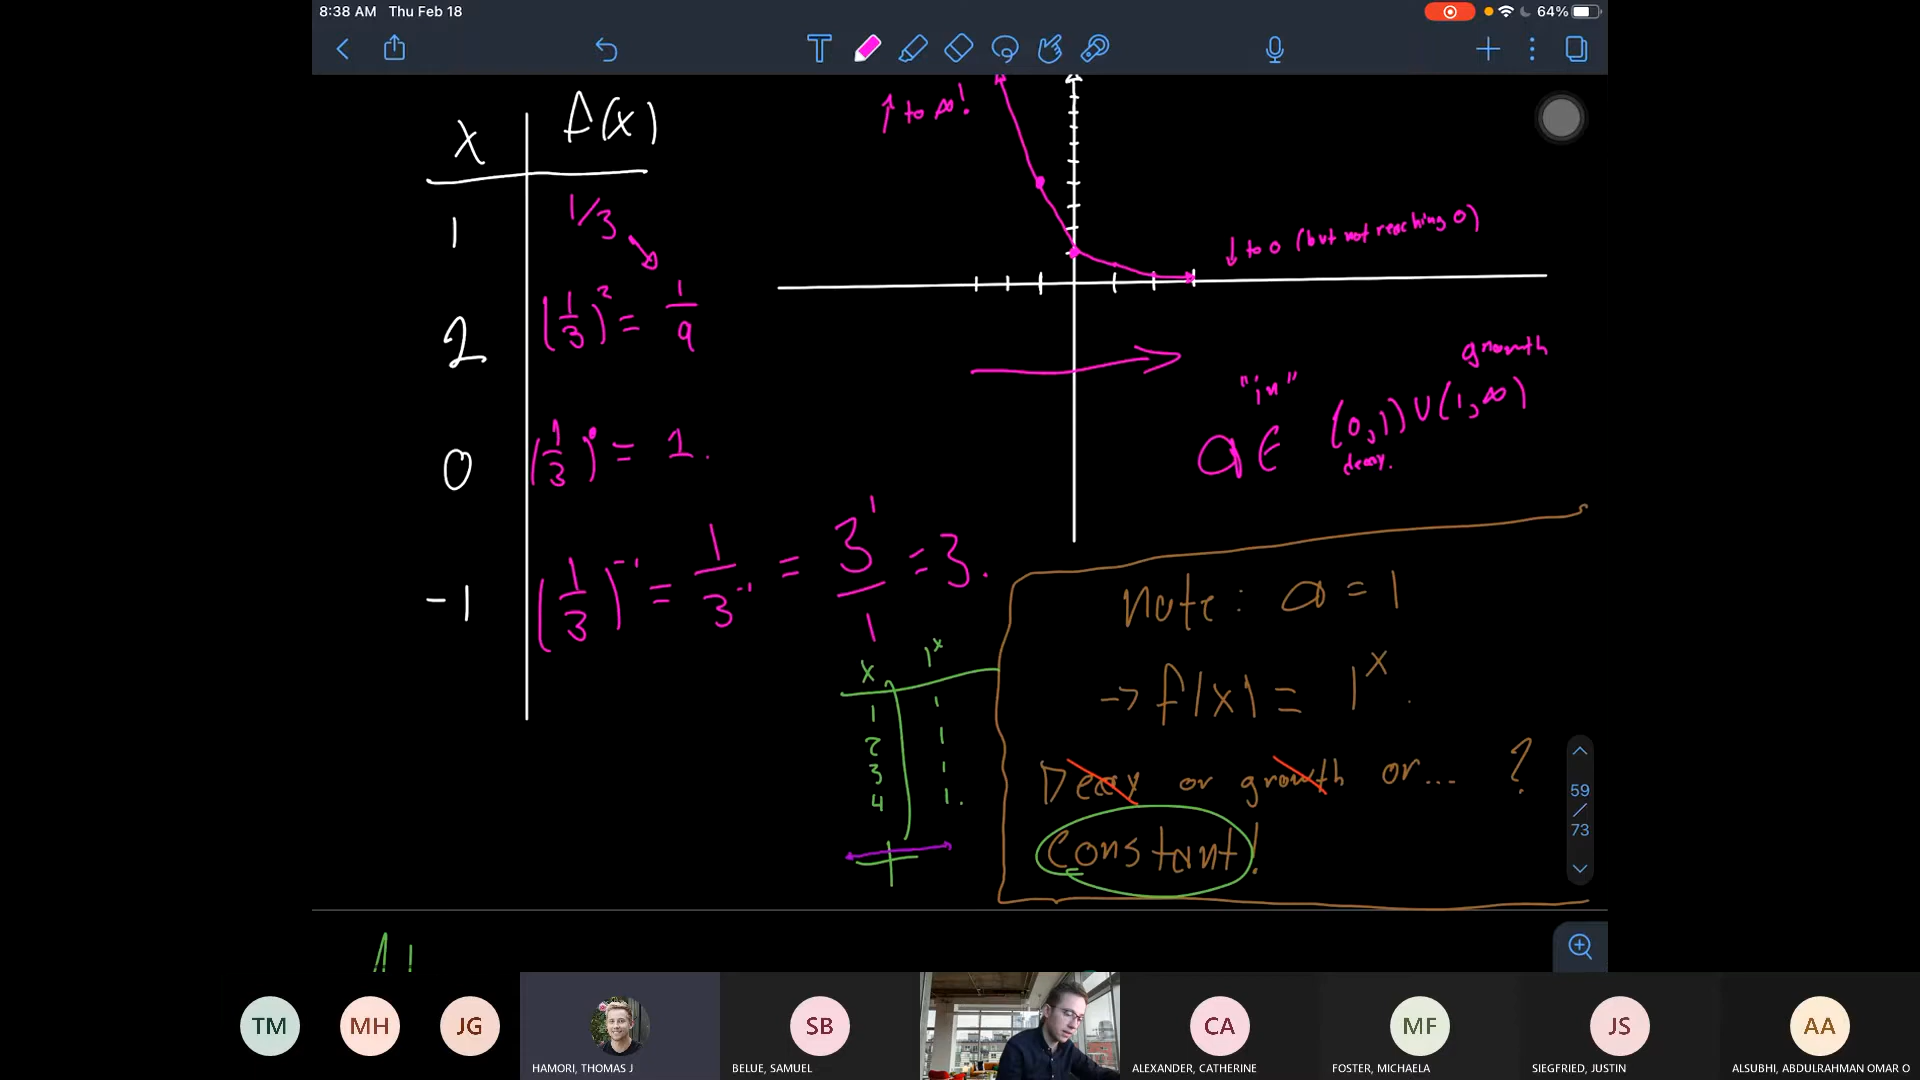 8:38 AM Thu Feb 18
64%
x f(x)
1 1/3
2 (1/3)² = 1/9
0 (1/3)⁰ = 1.
-1 (1/3)⁻¹ = 1/3⁻¹ = 3¹/1 = 3.
↑ to ∞!
↓ to 0 (but not reaching 0)
growth
"in"
a ∈ (0,1) ∪ (1,∞)
decay.
x 1ˣ
1 1
2 1
3 1
4 1.
Note: a = 1
→ f(x) = 1ˣ.
Decay or growth or... ?
Constant!
59
/
73
TM
MH
JG
HAMORI, THOMAS J
SB
BELUE, SAMUEL
CA
ALEXANDER, CATHERINE
MF
FOSTER, MICHAELA
JS
SIEGFRIED, JUSTIN
AA
ALSUBHI, ABDULRAHMAN OMAR O